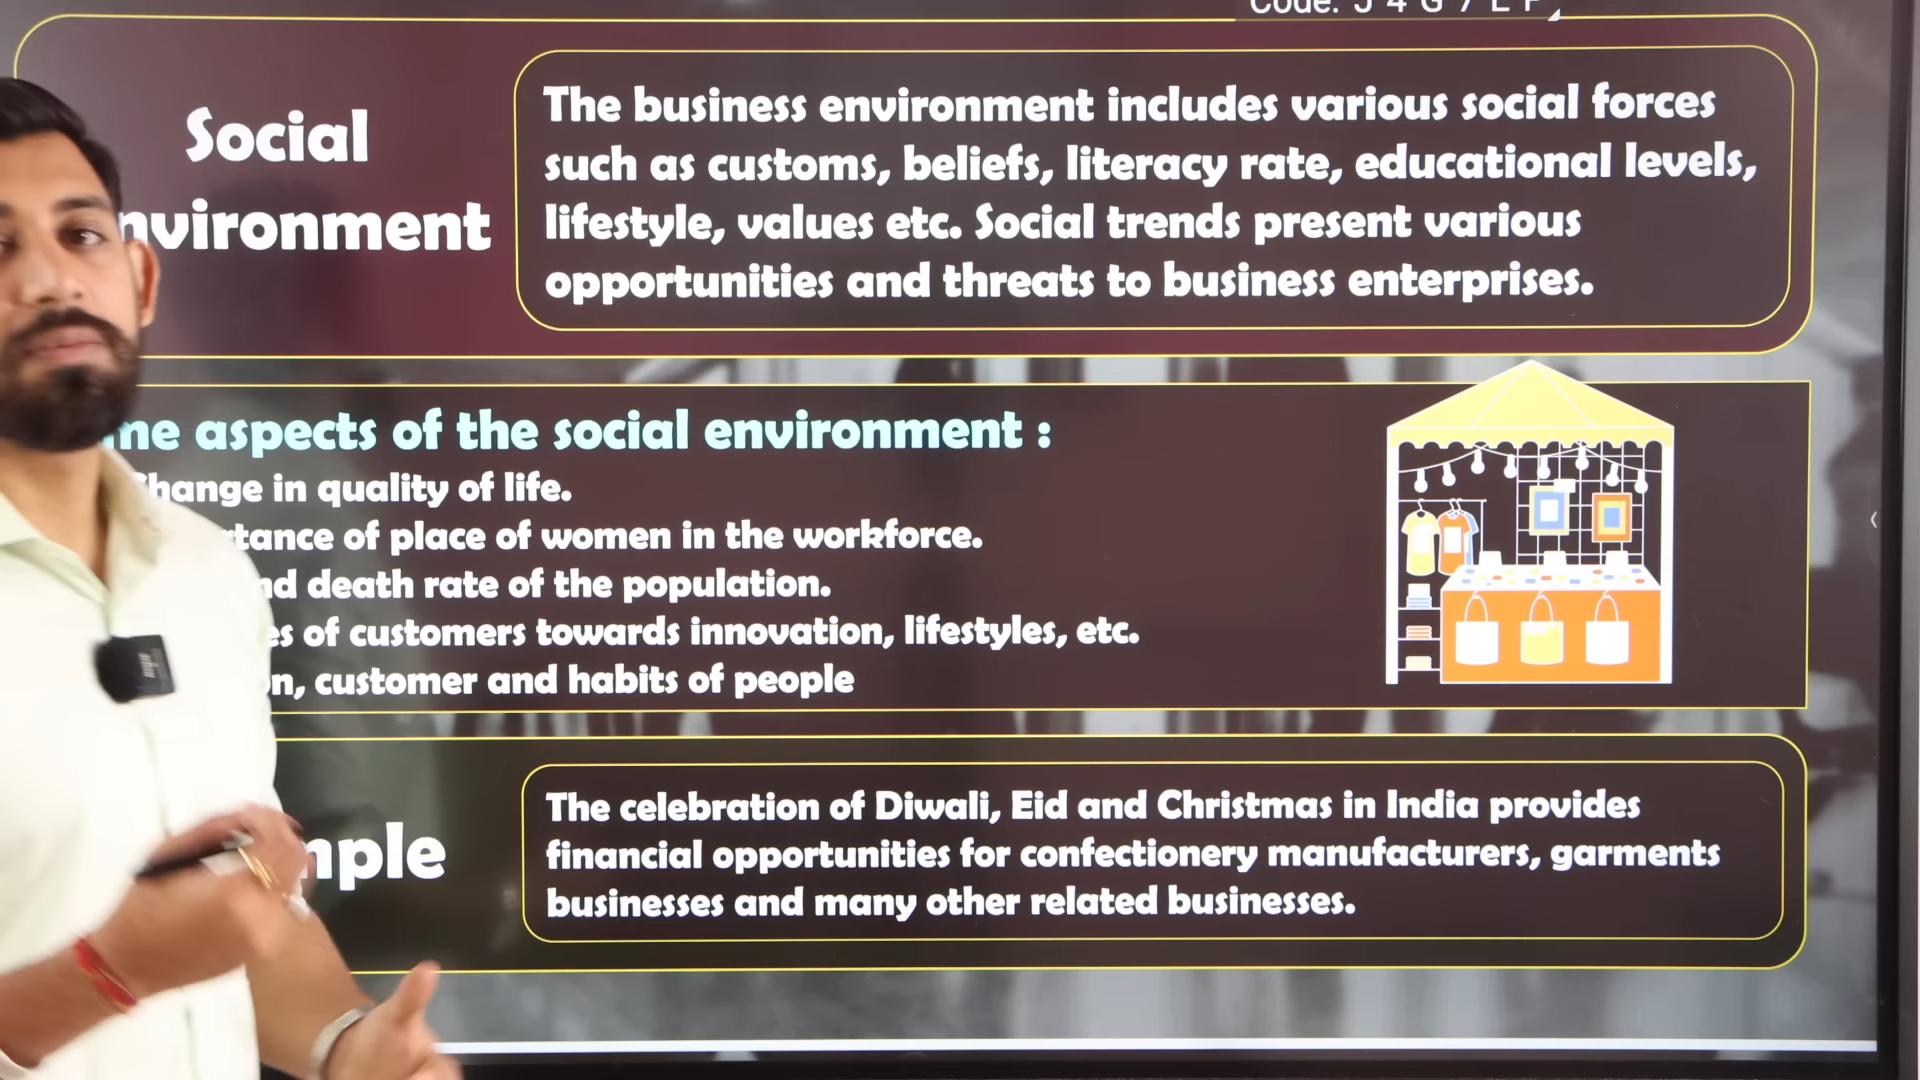 Social
The business environment includes various social forces
such as customs, beliefs, literacy rate, educational levels,
lifestyle, values etc. Social trends present various
opportunities and threats to business enterprises.
nvironment
aspects of the social environment :
hange in quality of life.
tance of place of women in the workforce.
nd death rate of the population.
es of customers towards innovation, lifestyles, etc.
n, customer and habits of people
mple
The celebration of Diwali, Eid and Christmas in India provides
financial opportunities for confectionery manufacturers, garments
businesses and many other related businesses.